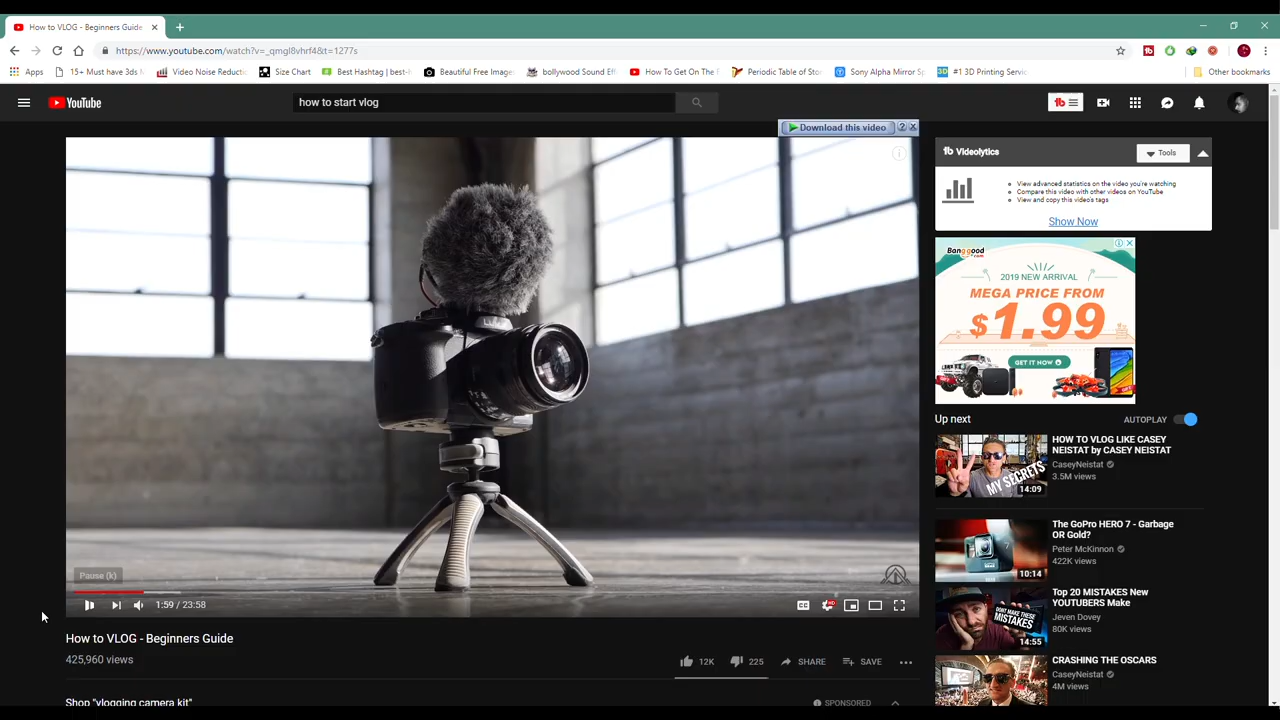 How to VLOG - Beginners Guide
https://www.youtube.com/watch?v=_qmgl8vhrf4&t=1277s
Apps
15+ Must have 3ds M
Video Noise Reductio
Size Chart
Best Hashtag | best-h
Beautiful Free Image
bollywood Sound Eff
How To Get On The E
Periodic Table of Stor
Sony Alpha Mirror Sp
#1 3D Printing Servic
Other bookmarks
YouTube
how to start vlog
Download this video
Videolytics
Tools
View advanced statistics on the video you're watching
Compare this video with other videos on YouTube
View and copy this video's tags
Show Now
Banggood.com
2019 NEW ARRIVAL
MEGA PRICE FROM
$1.99
GET IT NOW
Up next
AUTOPLAY
HOW TO VLOG LIKE CASEY
NEISTAT by CASEY NEISTAT
CaseyNeistat
3.5M views
MY SECRETS
14:09
The GoPro HERO 7 - Garbage
OR Gold?
Peter McKinnon
422K views
10:14
Top 20 MISTAKES New
YOUTUBERS Make
Jeven Dovey
80K views
DON'T MAKE THESE
MISTAKES
14:55
CRASHING THE OSCARS
CaseyNeistat
4M views
Pause (k)
1:59 / 23:58
CC
HD
How to VLOG - Beginners Guide
425,960 views
12K
225
SHARE
SAVE
Shop "vlogging camera kit"
SPONSORED